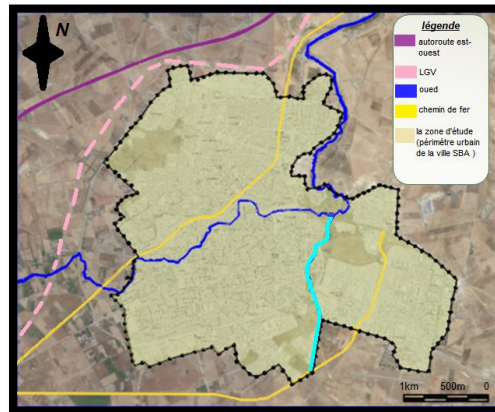 N
légende
autoroute est-
ouest
LGV
oued
chemin de fer
la zone d'étude
(périmètre urbain
de la ville SBA )
1km 500m 0